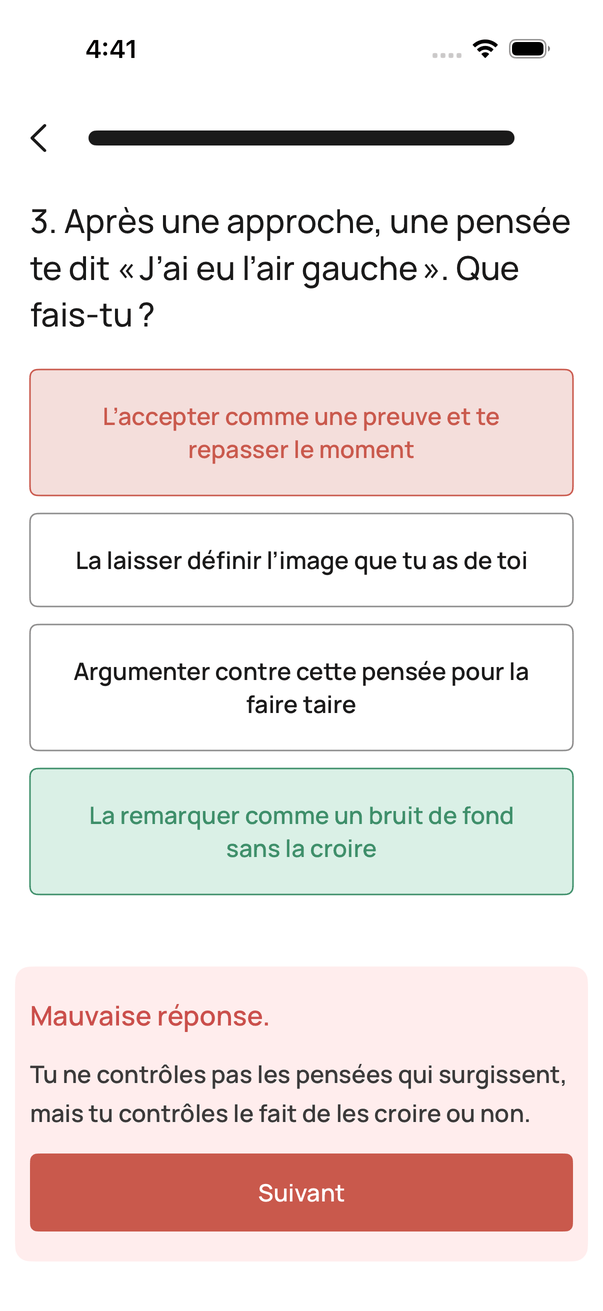 4:41
3. Après une approche, une pensée
te dit « J’ai eu l’air gauche ». Que
fais-tu ?
L’accepter comme une preuve et te
repasser le moment
La laisser définir l’image que tu as de toi
Argumenter contre cette pensée pour la
faire taire
La remarquer comme un bruit de fond
sans la croire
Mauvaise réponse.
Tu ne contrôles pas les pensées qui surgissent,
mais tu contrôles le fait de les croire ou non.
Suivant